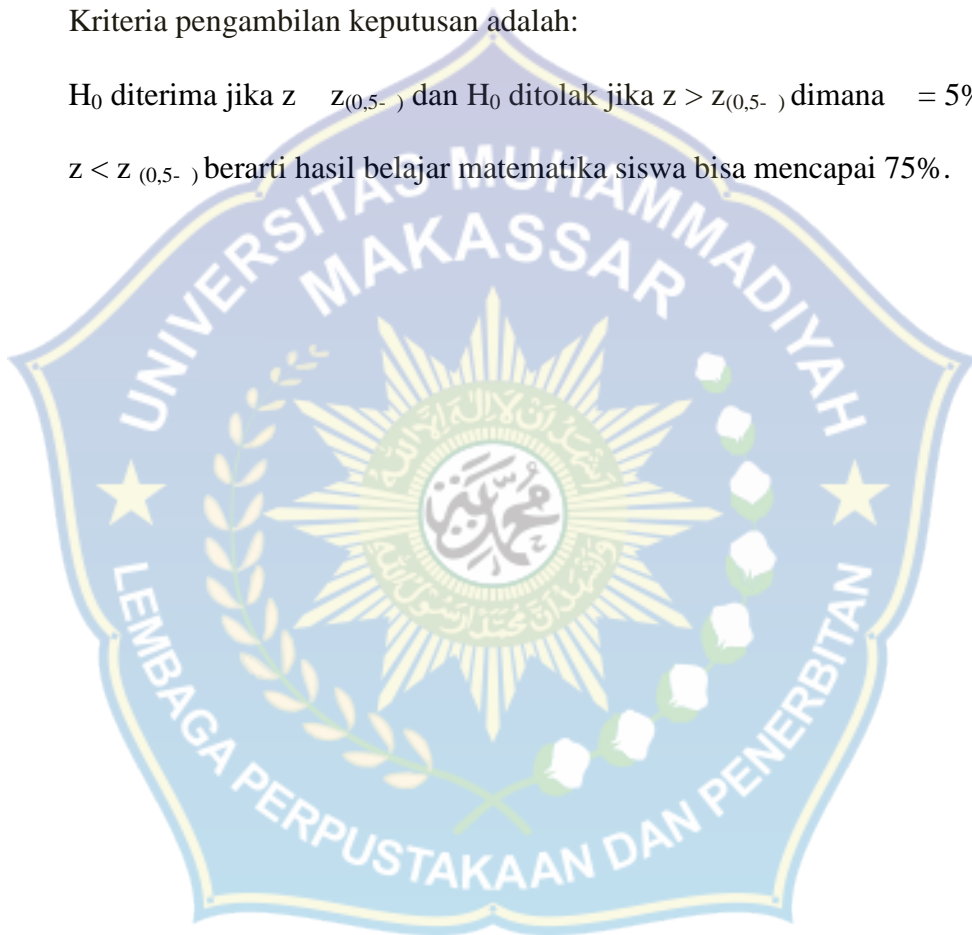 Kriteria pengambilan keputusan adalah:
H₀ diterima jika z z₍₀,₅₋ ₎ dan H₀ ditolak jika z > z₍₀,₅₋ ₎ dimana = 5%
z < z ₍₀,₅₋ ₎ berarti hasil belajar matematika siswa bisa mencapai 75%.
UNIVERSITAS MUHAMMADIYAH
MAKASSAR
LEMBAGA PERPUSTAKAAN DAN PENERBITAN